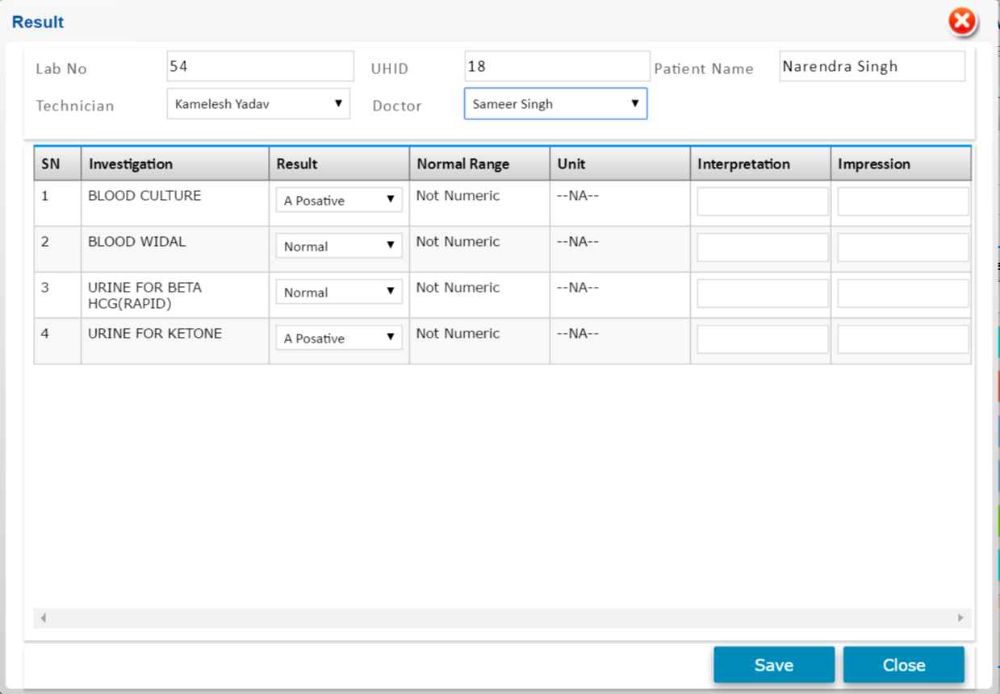 Result
Lab No 54 UHID 18 Patient Name Narendra Singh
Technician Kamelesh Yadav Doctor Sameer Singh
SN Investigation Result Normal Range Unit Interpretation Impression
1 BLOOD CULTURE A Posative Not Numeric --NA--
2 BLOOD WIDAL Normal Not Numeric --NA--
3 URINE FOR BETA Normal Not Numeric --NA--
HCG(RAPID)
4 URINE FOR KETONE A Posative Not Numeric --NA--
Save Close